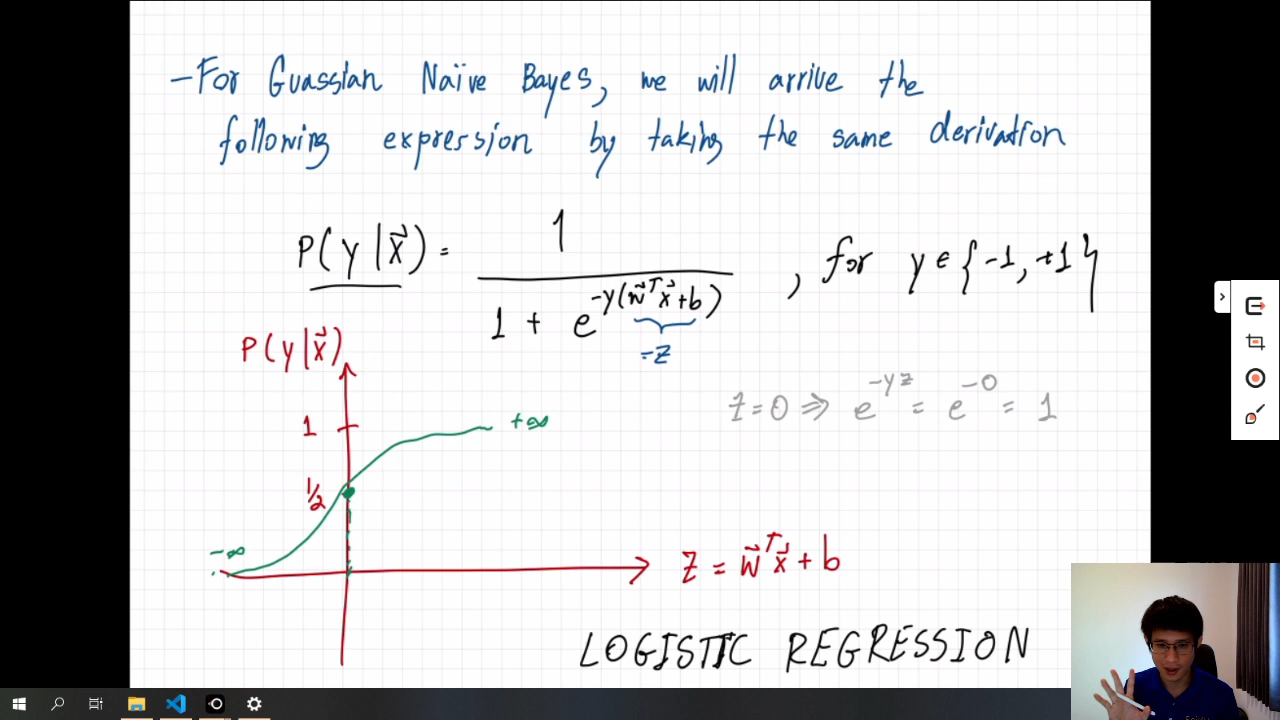 - For Guassian Naïve Bayes, we will arrive the
following expression by taking the same derivation
P(y|x⃗) = 1 / (1 + e^{-y(w⃗ᵀx⃗+b)}) , for y ∈ {-1, +1}
= z
P(y|x⃗)
z = 0 ⇒ e^{-yz} = e^{-0} = 1
1
+∞
1/2
-∞
z = w⃗ᵀx⃗ + b
LOGISTIC REGRESSION